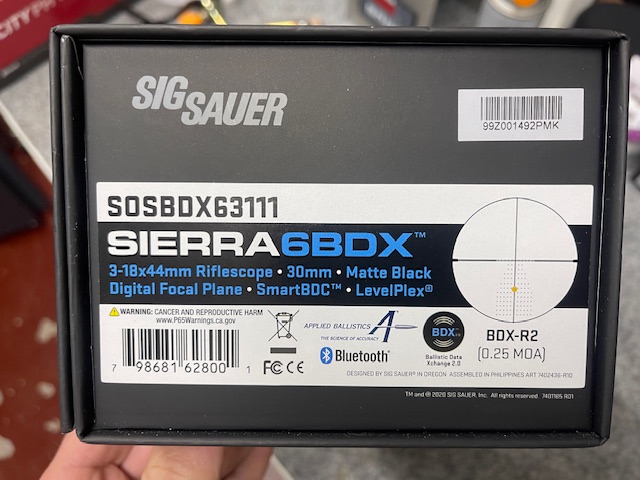 CITY
SIG
SAUER
99Z001492PMK
SOSBDX63111
SIERRA6BDX™
3-18x44mm Riflescope • 30mm • Matte Black
Digital Focal Plane • SmartBDC™ • LevelPlex®
⚠WARNING: CANCER AND REPRODUCTIVE HARM
www.P65Warnings.ca.gov
7 98681 62800 1
APPLIED BALLISTICS
THE SCIENCE OF ACCURACY
A
Bluetooth®
FC CE
BDX
Ballistic Data
Xchange 2.0
BDX-R2
(0.25 MOA)
DESIGNED BY SIG SAUER® IN OREGON. ASSEMBLED IN PHILIPPINES ART 7402436-R10
TM and © 2020 SIG SAUER, Inc. All rights reserved. 7401165 R01